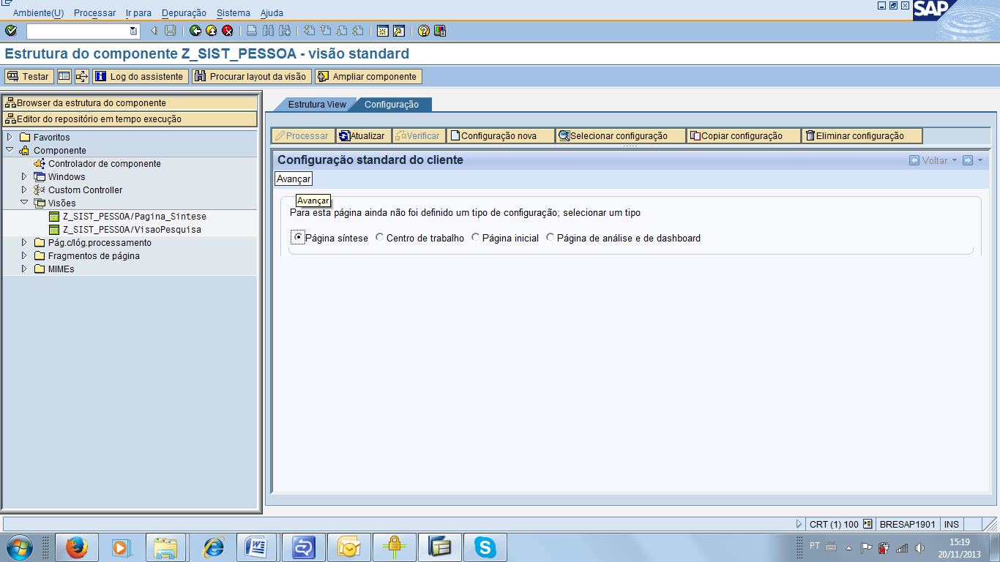 Ambiente(U) Processar Ir para Depuração Sistema Ajuda
SAP
Estrutura do componente Z_SIST_PESSOA - visão standard
Testar Log do assistente Procurar layout da visão Ampliar componente
Browser da estrutura do componente
Editor do repositório em tempo execução
Favoritos
Componente
Controlador de componente
Windows
Custom Controller
Visões
Z_SIST_PESSOA/Pagina_Sintese
Z_SIST_PESSOA/VisaoPesquisa
Pág.c/lóg.processamento
Fragmentos de página
MIMEs
Estrutura View Configuração
Processar Atualizar Verificar Configuração nova Selecionar configuração Copiar configuração Eliminar configuração
Configuração standard do cliente Voltar
Avançar
Avançar
Para esta página ainda não foi definido um tipo de configuração; selecionar um tipo
Página síntese Centro de trabalho Página inicial Página de análise e de dashboard
CRT (1) 100 BRESAP1901 INS
PT 15:19
20/11/2013